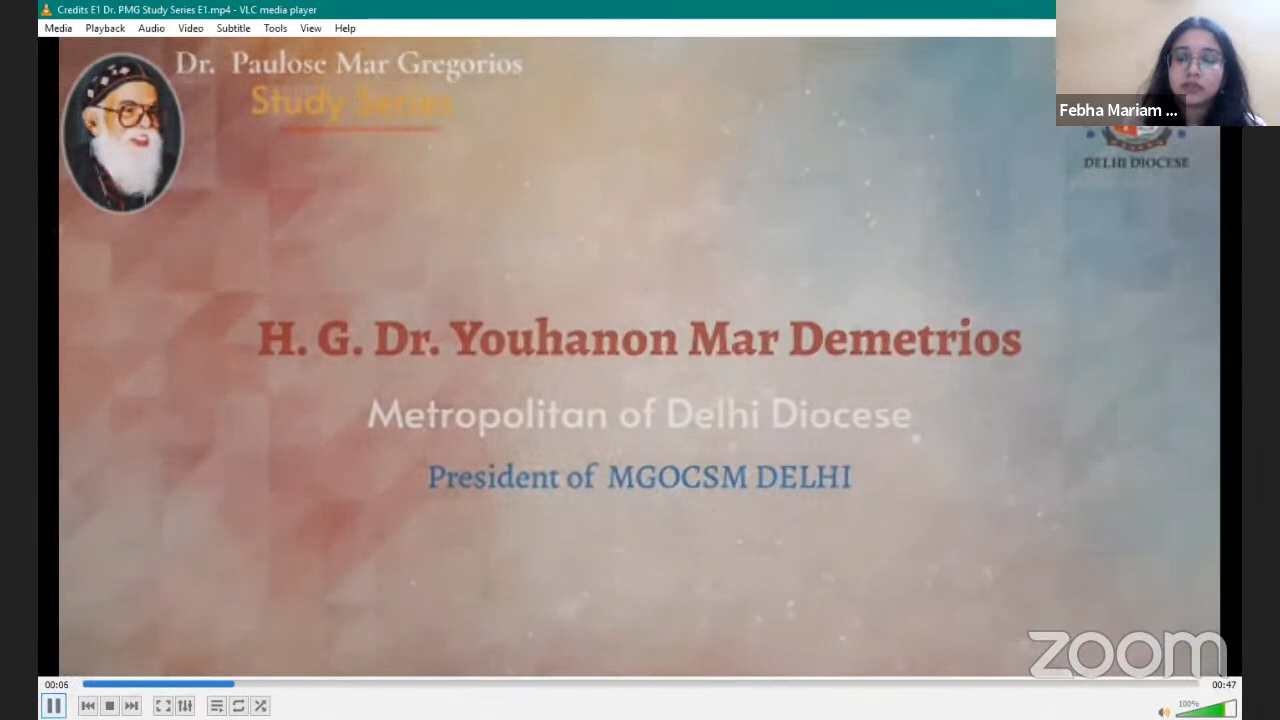 Credits E1 Dr. PMG Study Series E1.mp4 - VLC media player
Media Playback Audio Video Subtitle Tools View Help
Dr. Paulose Mar Gregorios
Study Series
Febha Mariam ...
DELHI DIOCESE
H. G. Dr. Youhanon Mar Demetrios
Metropolitan of Delhi Diocese
President of MGOCSM DELHI
zoom
00:06
00:47
100%